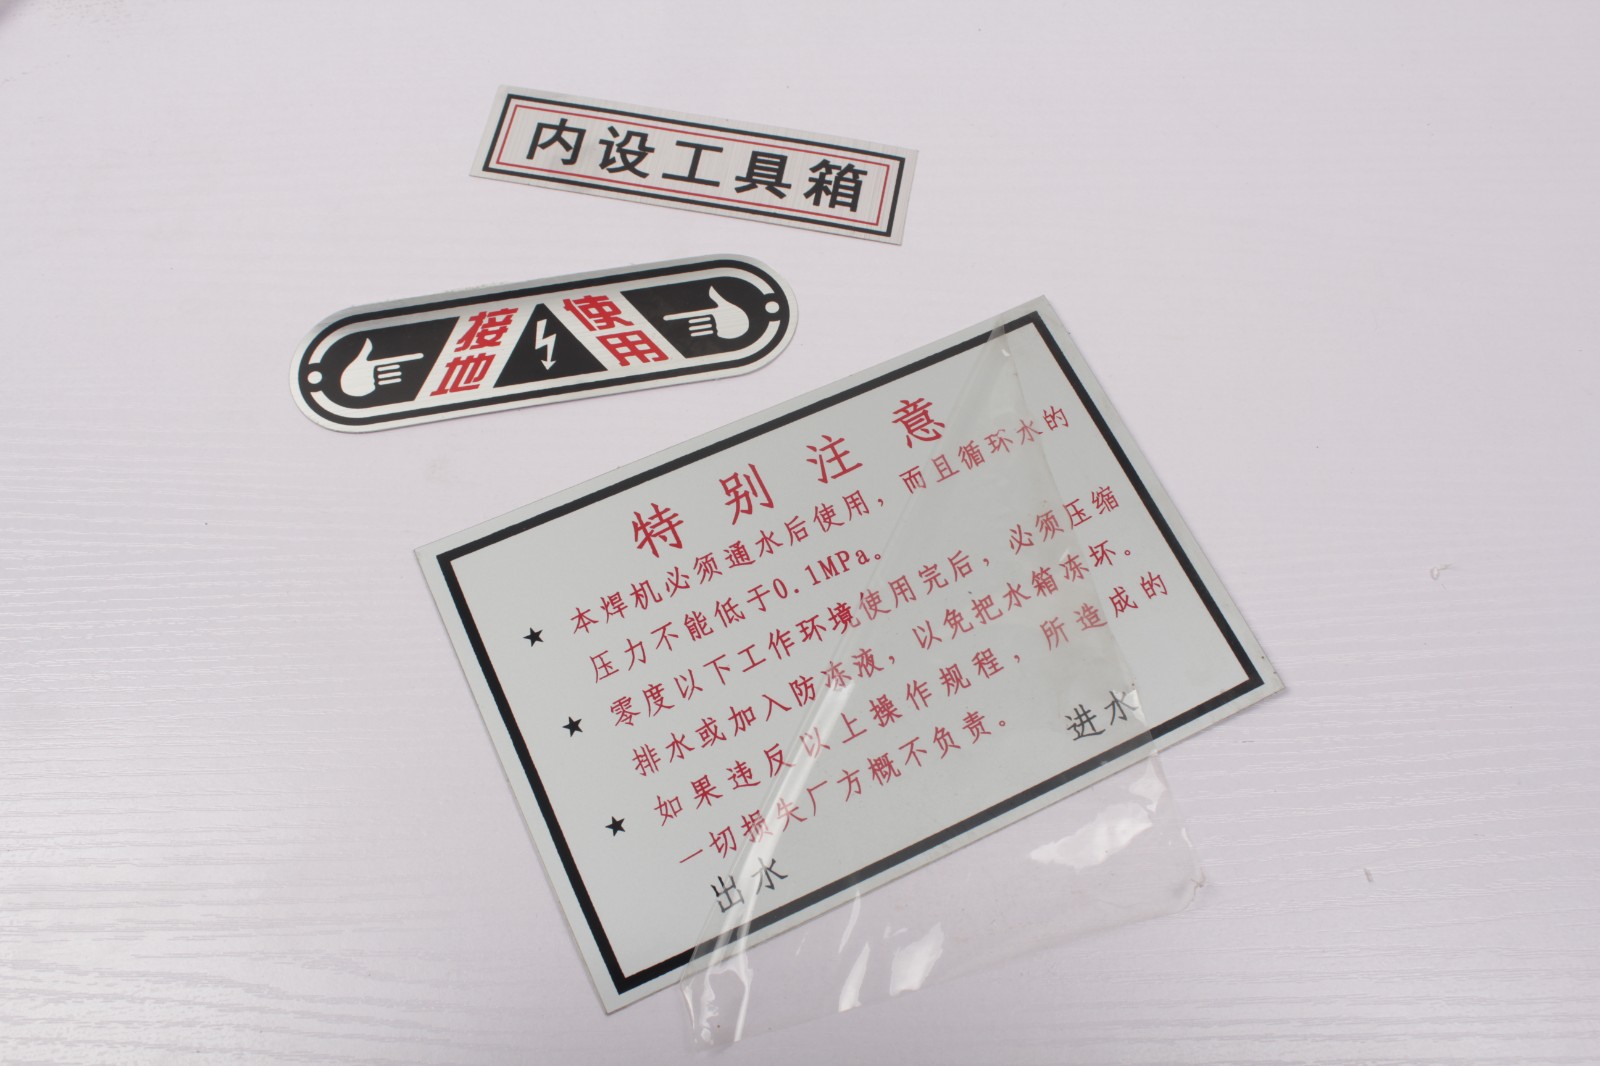 内设工具箱
接地
使用
特别注意
★ 本焊机必须通水后使用，而且循环水的
压力不能低于0.1MPa。
★ 零度以下工作环境使用完后，必须压缩
排水或加入防冻液，以免把水箱冻坏。
★ 如果违反以上操作规程，所造成的
一切损失厂方概不负责。
出水
进水